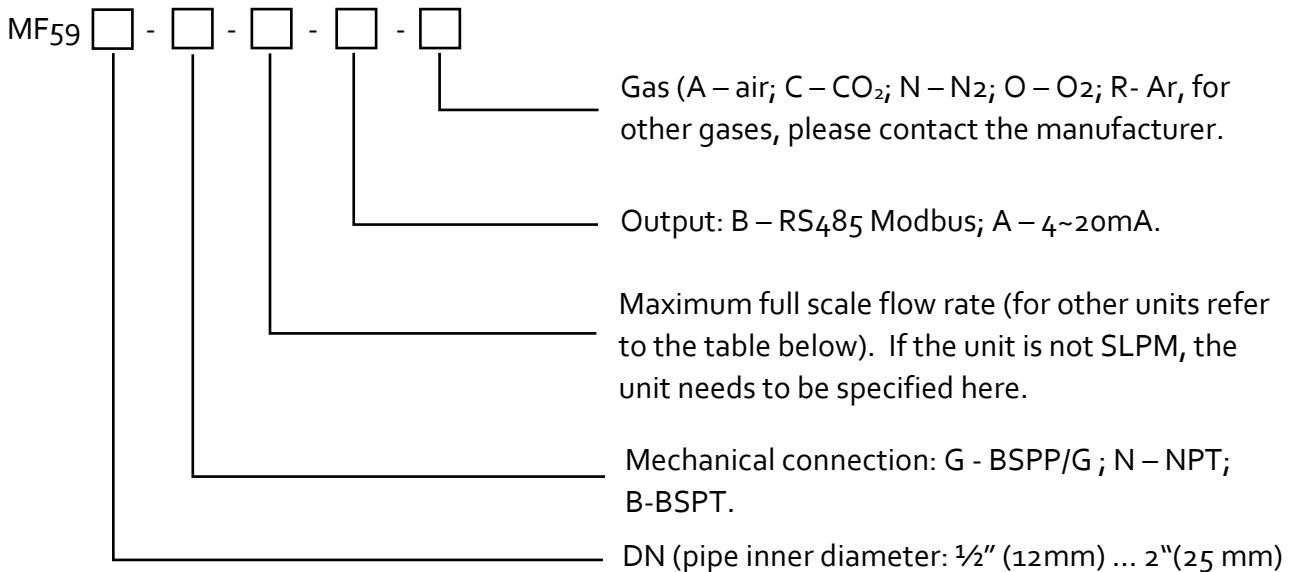 MF59 - - - -
Gas (A – air; C – CO₂; N – N2; O – O2; R- Ar, for
other gases, please contact the manufacturer.
Output: B – RS485 Modbus; A – 4~20mA.
Maximum full scale flow rate (for other units refer
to the table below).  If the unit is not SLPM, the
unit needs to be specified here.
Mechanical connection: G - BSPP/G ; N – NPT;
B-BSPT.
DN (pipe inner diameter: ½” (12mm) ... 2“(25 mm)